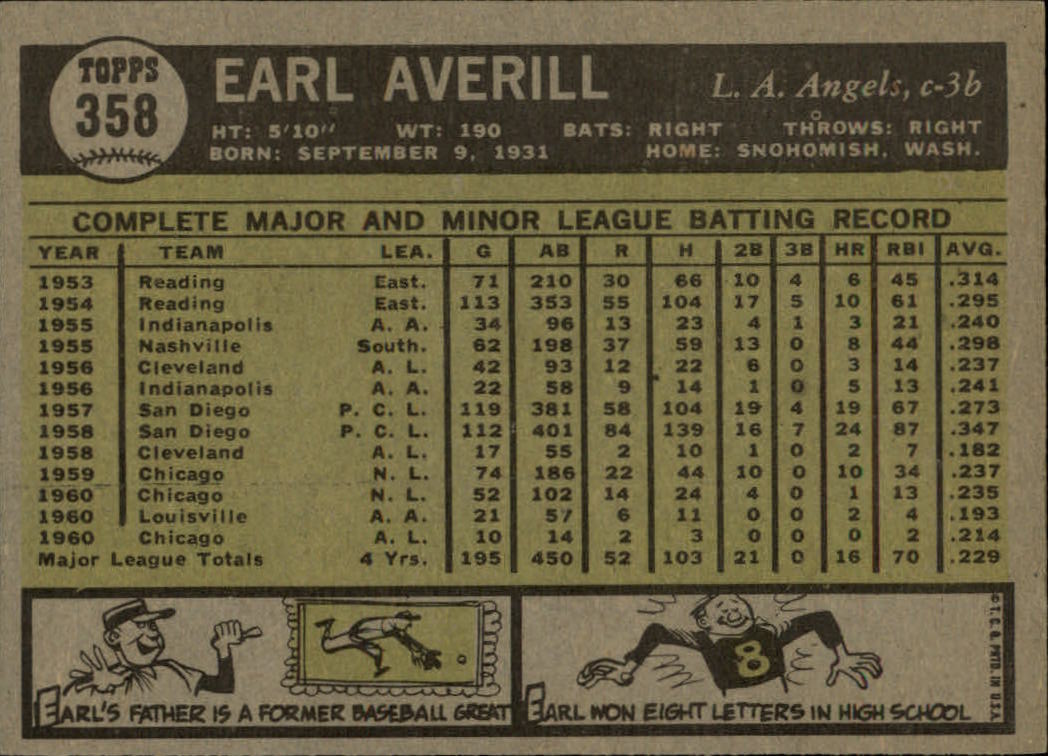 TOPPS
358
EARL AVERILL
L. A. Angels, c-3b
HT: 5'10" WT: 190 BATS: RIGHT THROWS: RIGHT
BORN: SEPTEMBER 9, 1931 HOME: SNOHOMISH, WASH.
COMPLETE MAJOR AND MINOR LEAGUE BATTING RECORD
YEAR TEAM LEA. G AB R H 2B 3B HR RBI AVG.
1953 Reading East. 71 210 30 66 10 4 6 45 .314
1954 Reading East. 113 353 55 104 17 5 10 61 .295
1955 Indianapolis A. A. 34 96 13 23 4 1 3 21 .240
1955 Nashville South. 62 198 37 59 13 0 8 44 .298
1956 Cleveland A. L. 42 93 12 22 6 0 3 14 .237
1956 Indianapolis A. A. 22 58 9 14 1 0 5 13 .241
1957 San Diego P. C. L. 119 381 58 104 19 4 19 67 .273
1958 San Diego P. C. L. 112 401 84 139 16 7 24 87 .347
1958 Cleveland A. L. 17 55 2 10 1 0 2 7 .182
1959 Chicago N. L. 74 186 22 44 10 0 10 34 .237
1960 Chicago N. L. 52 102 14 24 4 0 1 13 .235
1960 Louisville A. A. 21 57 6 11 0 0 2 4 .193
1960 Chicago A. L. 10 14 2 3 0 0 0 2 .214
Major League Totals 4 Yrs. 195 450 52 103 21 0 16 70 .229
EARL'S FATHER IS A FORMER BASEBALL GREAT
8
EARL WON EIGHT LETTERS IN HIGH SCHOOL
© T. C. G. PRTD. IN U.S.A.